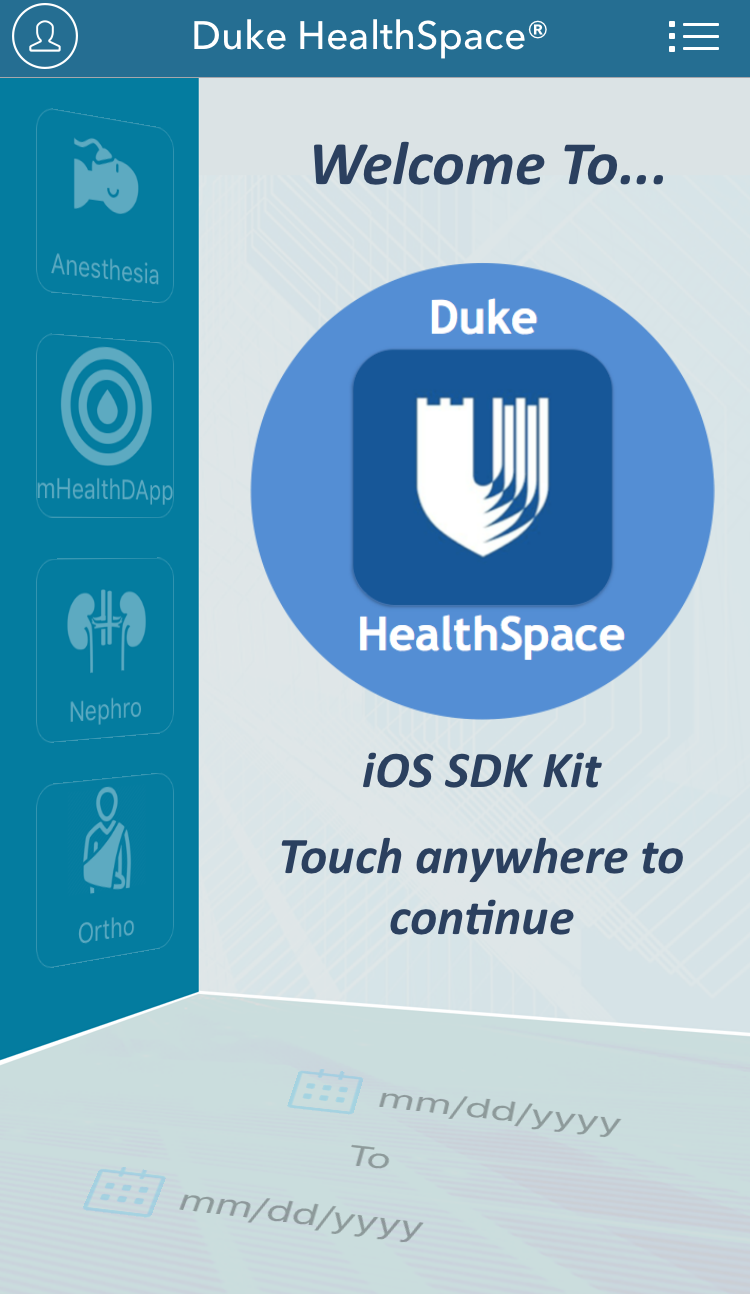 Duke HealthSpace®
Anesthesia
mHealthDApp
Nephro
Ortho
Welcome To...
Duke
HealthSpace
iOS SDK Kit
Touch anywhere to
continue
mm/dd/yyyy
To
mm/dd/yyyy